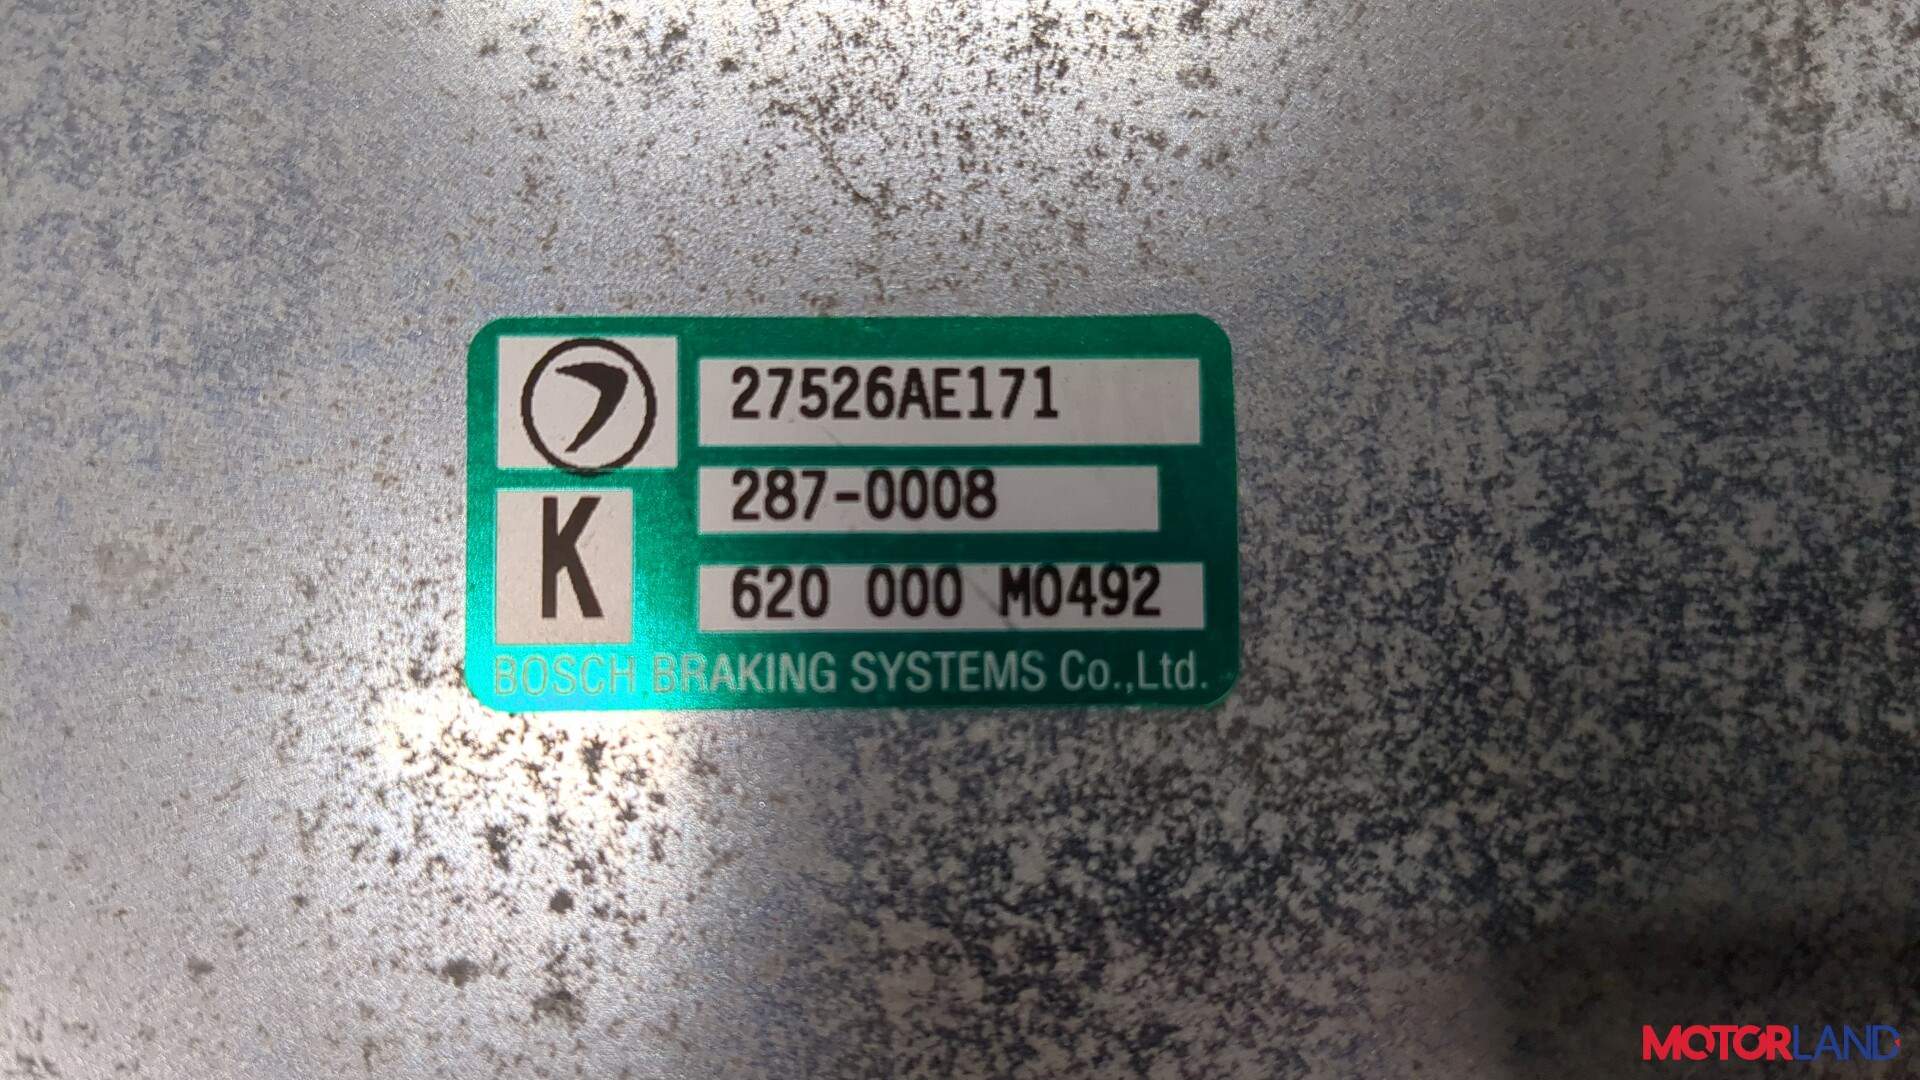 27526AE171
287-0008
K
620 000 M0492
BOSCH BRAKING SYSTEMS Co.,Ltd.
MOTORLAND